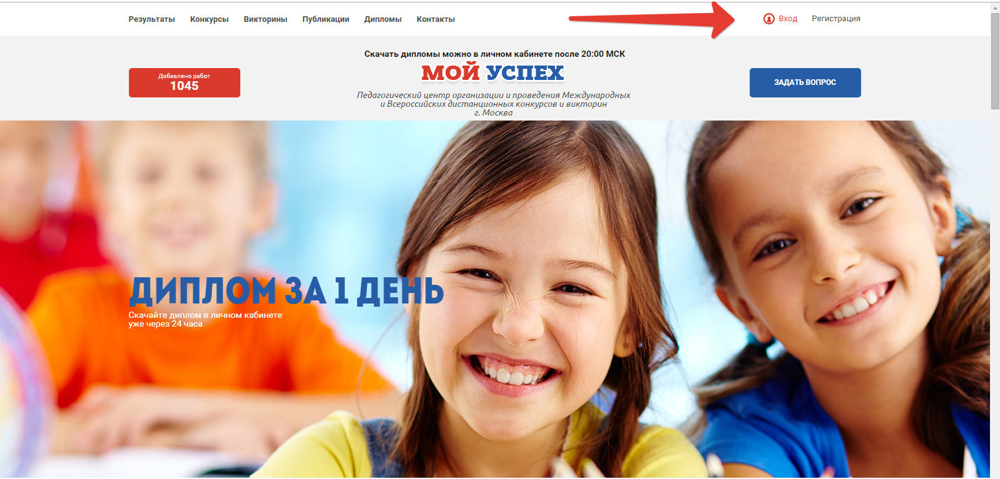 Результаты Конкурсы Викторины Публикации Дипломы Контакты Вход Регистрация
Скачать дипломы можно в личном кабинете после 20:00 МСК
Добавлено работ
1045
МОЙ УСПЕХ
ЗАДАТЬ ВОПРОС
Педагогический центр организации и проведения Международных
и Всероссийских дистанционных конкурсов и викторин
г. Москва
ДИПЛОМ ЗА 1 ДЕНЬ
Скачайте диплом в личном кабинете
уже через 24 часа